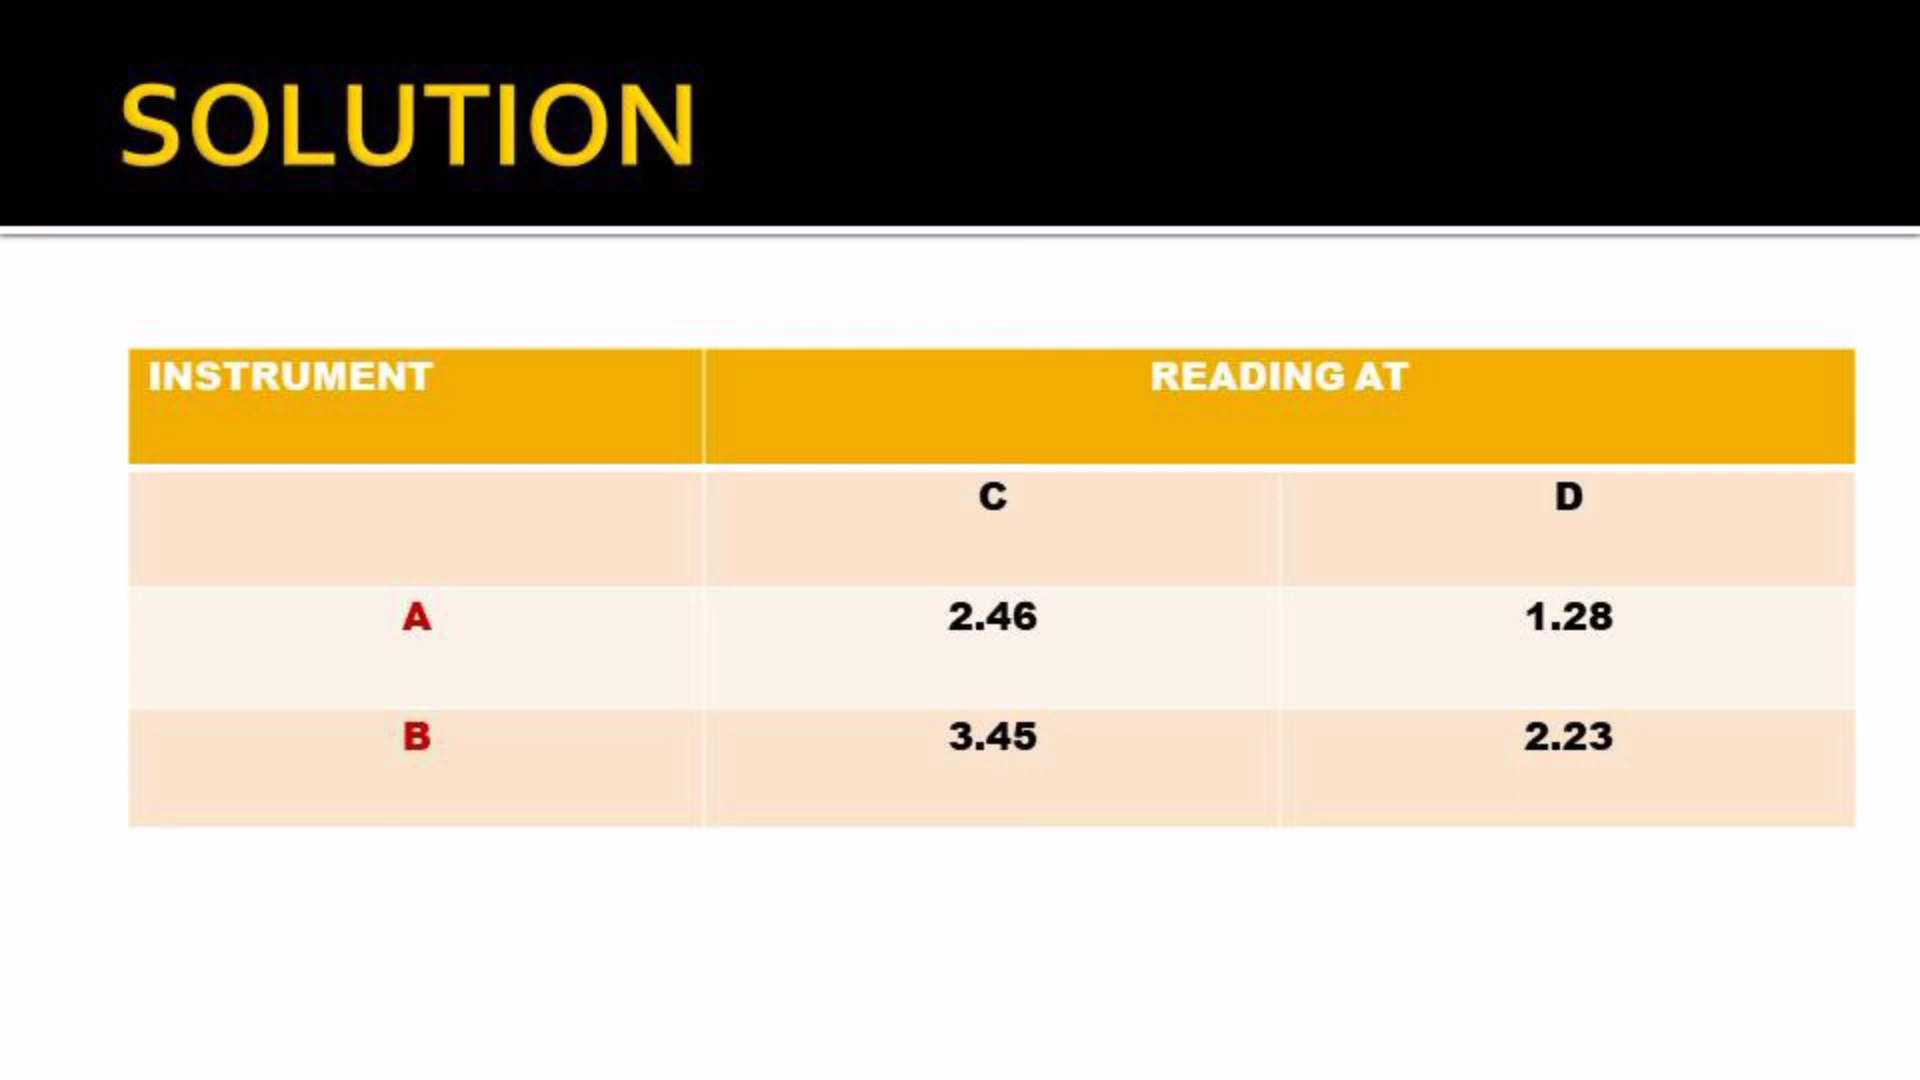 SOLUTION
INSTRUMENT READING AT
C D
A 2.46 1.28
B 3.45 2.23